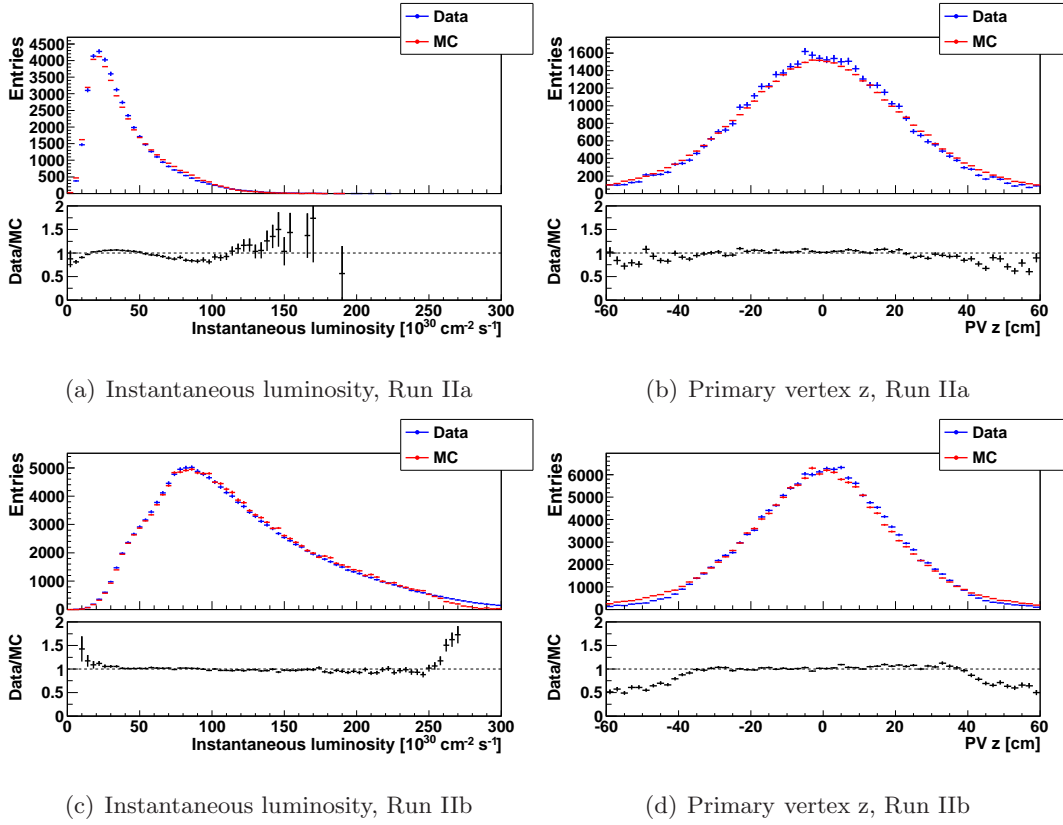 Data
MC
Entries
4500
4000
3500
3000
2500
2000
1500
1000
500
0
Data/MC
2
1.5
1
0.5
0
0 50 100 150 200 250 300
Instantaneous luminosity [10³⁰ cm⁻² s⁻¹]
(a) Instantaneous luminosity, Run IIa
Data
MC
Entries
1600
1400
1200
1000
800
600
400
200
0
Data/MC
2
1.5
1
0.5
0
-60 -40 -20 0 20 40 60
PV z [cm]
(b) Primary vertex z, Run IIa
Data
MC
Entries
5000
4000
3000
2000
1000
0
Data/MC
2
1.5
1
0.5
0
0 50 100 150 200 250 300
Instantaneous luminosity [10³⁰ cm⁻² s⁻¹]
(c) Instantaneous luminosity, Run IIb
Data
MC
Entries
6000
5000
4000
3000
2000
1000
0
Data/MC
2
1.5
1
0.5
0
-60 -40 -20 0 20 40 60
PV z [cm]
(d) Primary vertex z, Run IIb